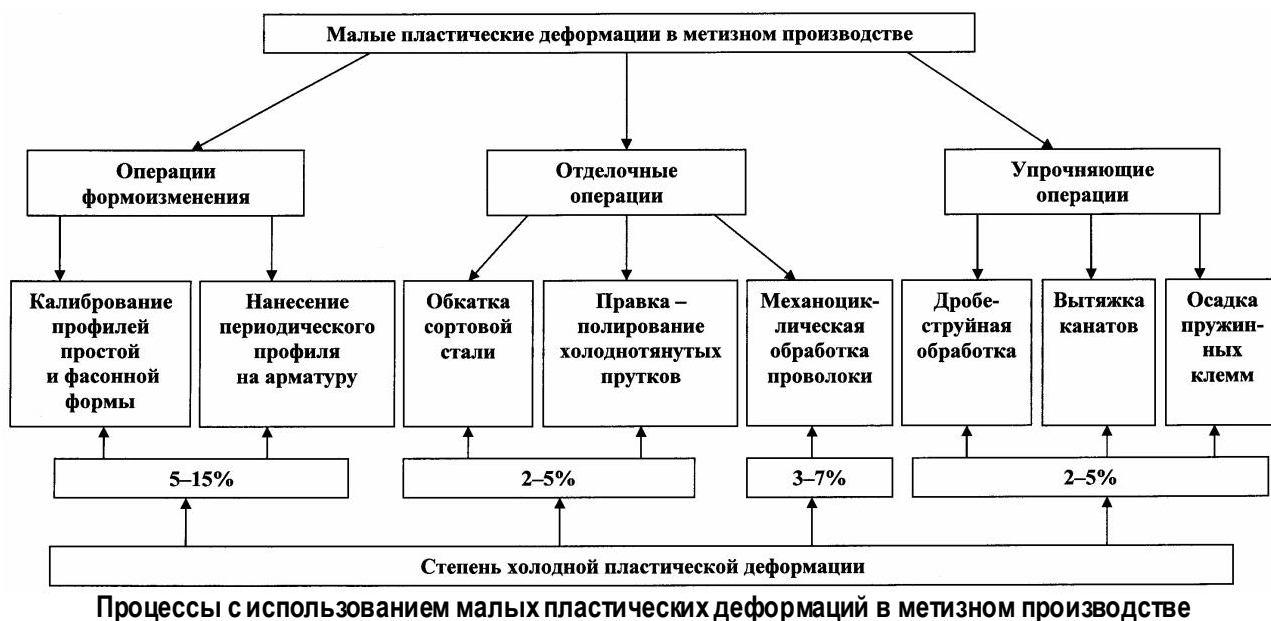 Малые пластические деформации в метизном производстве
Операции
формоизменения
Отделочные
операции
Упрочняющие
операции
Калибрование
профилей
простой
и фасонной
формы
Нанесение
периодического
профиля
на арматуру
Обкатка
сортовой
стали
Правка –
полирование
холоднотянутых
прутков
Механоцик-
лическая
обработка
проволоки
Дробе-
струйная
обработка
Вытяжка
канатов
Осадка
пружин-
ных
клемм
5–15%
2–5%
3–7%
2–5%
Степень холодной пластической деформации
Процессы с использованием малых пластических деформаций в метизном производстве